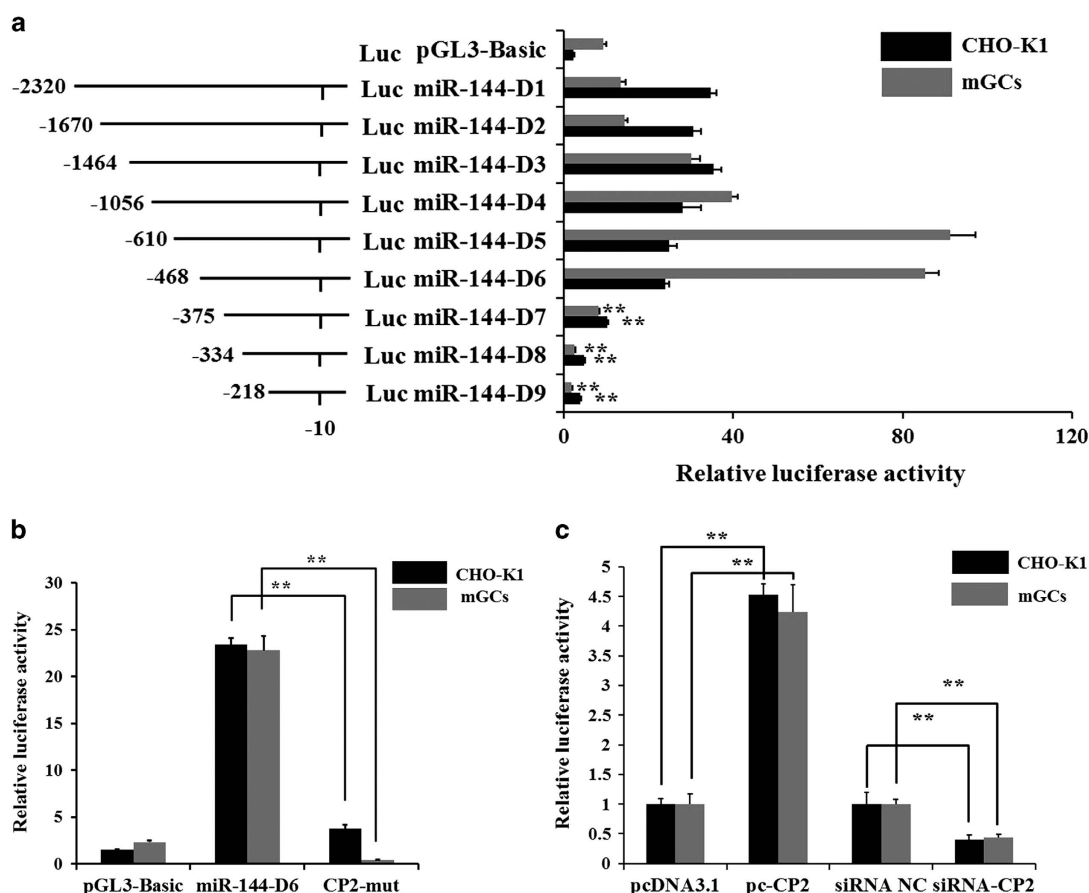 a
Luc pGL3-Basic
-2320 Luc miR-144-D1
-1670 Luc miR-144-D2
-1464 Luc miR-144-D3
-1056 Luc miR-144-D4
-610 Luc miR-144-D5
-468 Luc miR-144-D6
-375 Luc miR-144-D7 ** **
-334 Luc miR-144-D8 ** **
-218 Luc miR-144-D9 ** **
-10
CHO-K1
mGCs
0 40 80 120
Relative luciferase activity
b
Relative luciferase activity
30
25
20
15
10
5
0
**
**
CHO-K1
mGCs
pGL3-Basic miR-144-D6 CP2-mut
c
Relative luciferase activity
5
4.5
4
3.5
3
2.5
2
1.5
1
0.5
0
**
**
**
**
CHO-K1
mGCs
pcDNA3.1 pc-CP2 siRNA NC siRNA-CP2